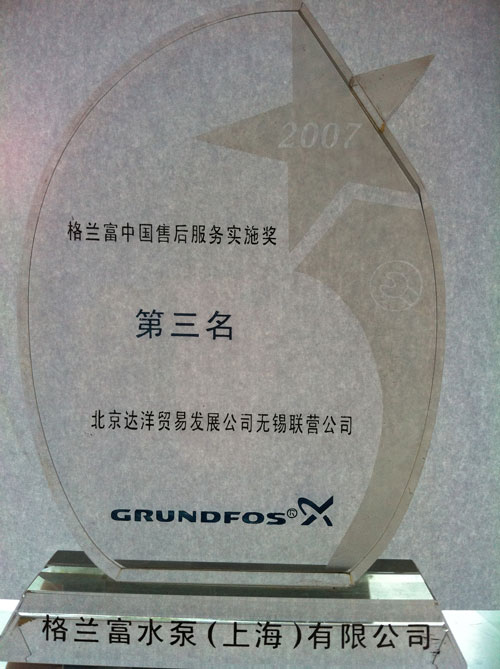 2007
格兰富中国售后服务实施奖
第三名
北京达洋贸易发展公司无锡联营公司
GRUNDFOS®
格兰富水泵(上海)有限公司